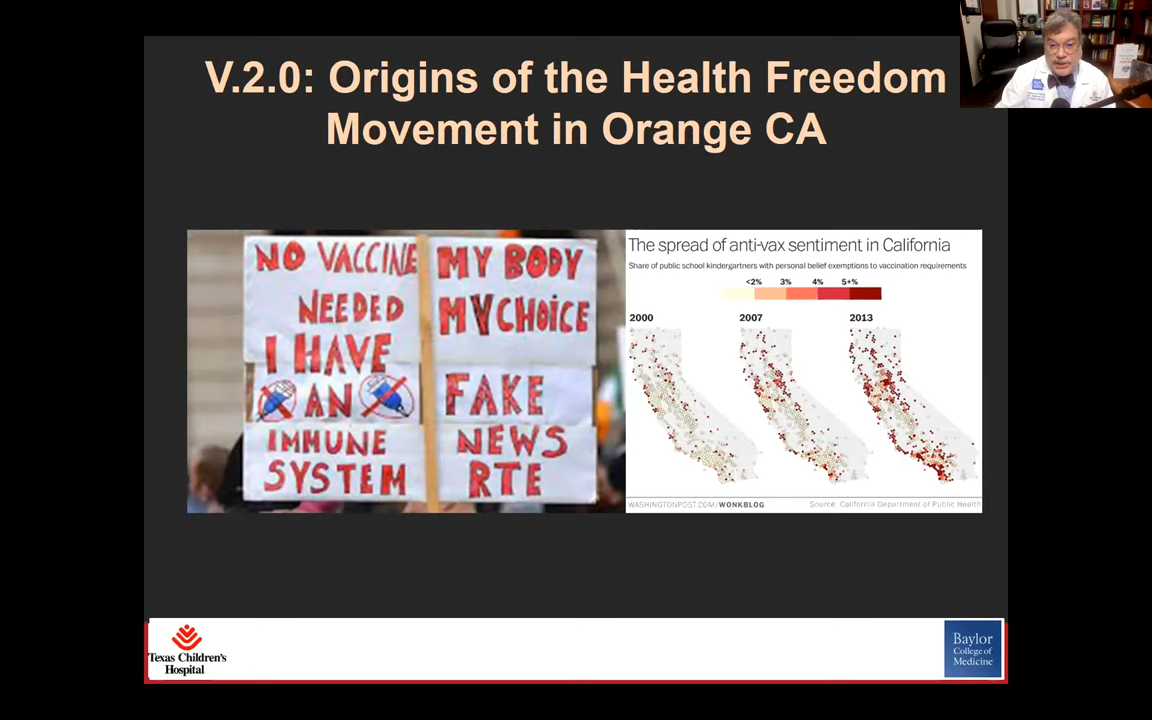 V.2.0: Origins of the Health Freedom
Movement in Orange CA
NO VACCINE
NEEDED
I HAVE
AN
IMMUNE
SYSTEM
MY BODY
MY CHOICE
FAKE
NEWS
RTE
The spread of anti-vax sentiment in California
Share of public school kindergartners with personal belief exemptions to vaccination requirements
<2% 3% 4% 5+%
2000 2007 2013
WASHINGTONPOST.COM/WONKBLOG Source: California Department of Public Health
Texas Children's
Hospital
Baylor
College of
Medicine